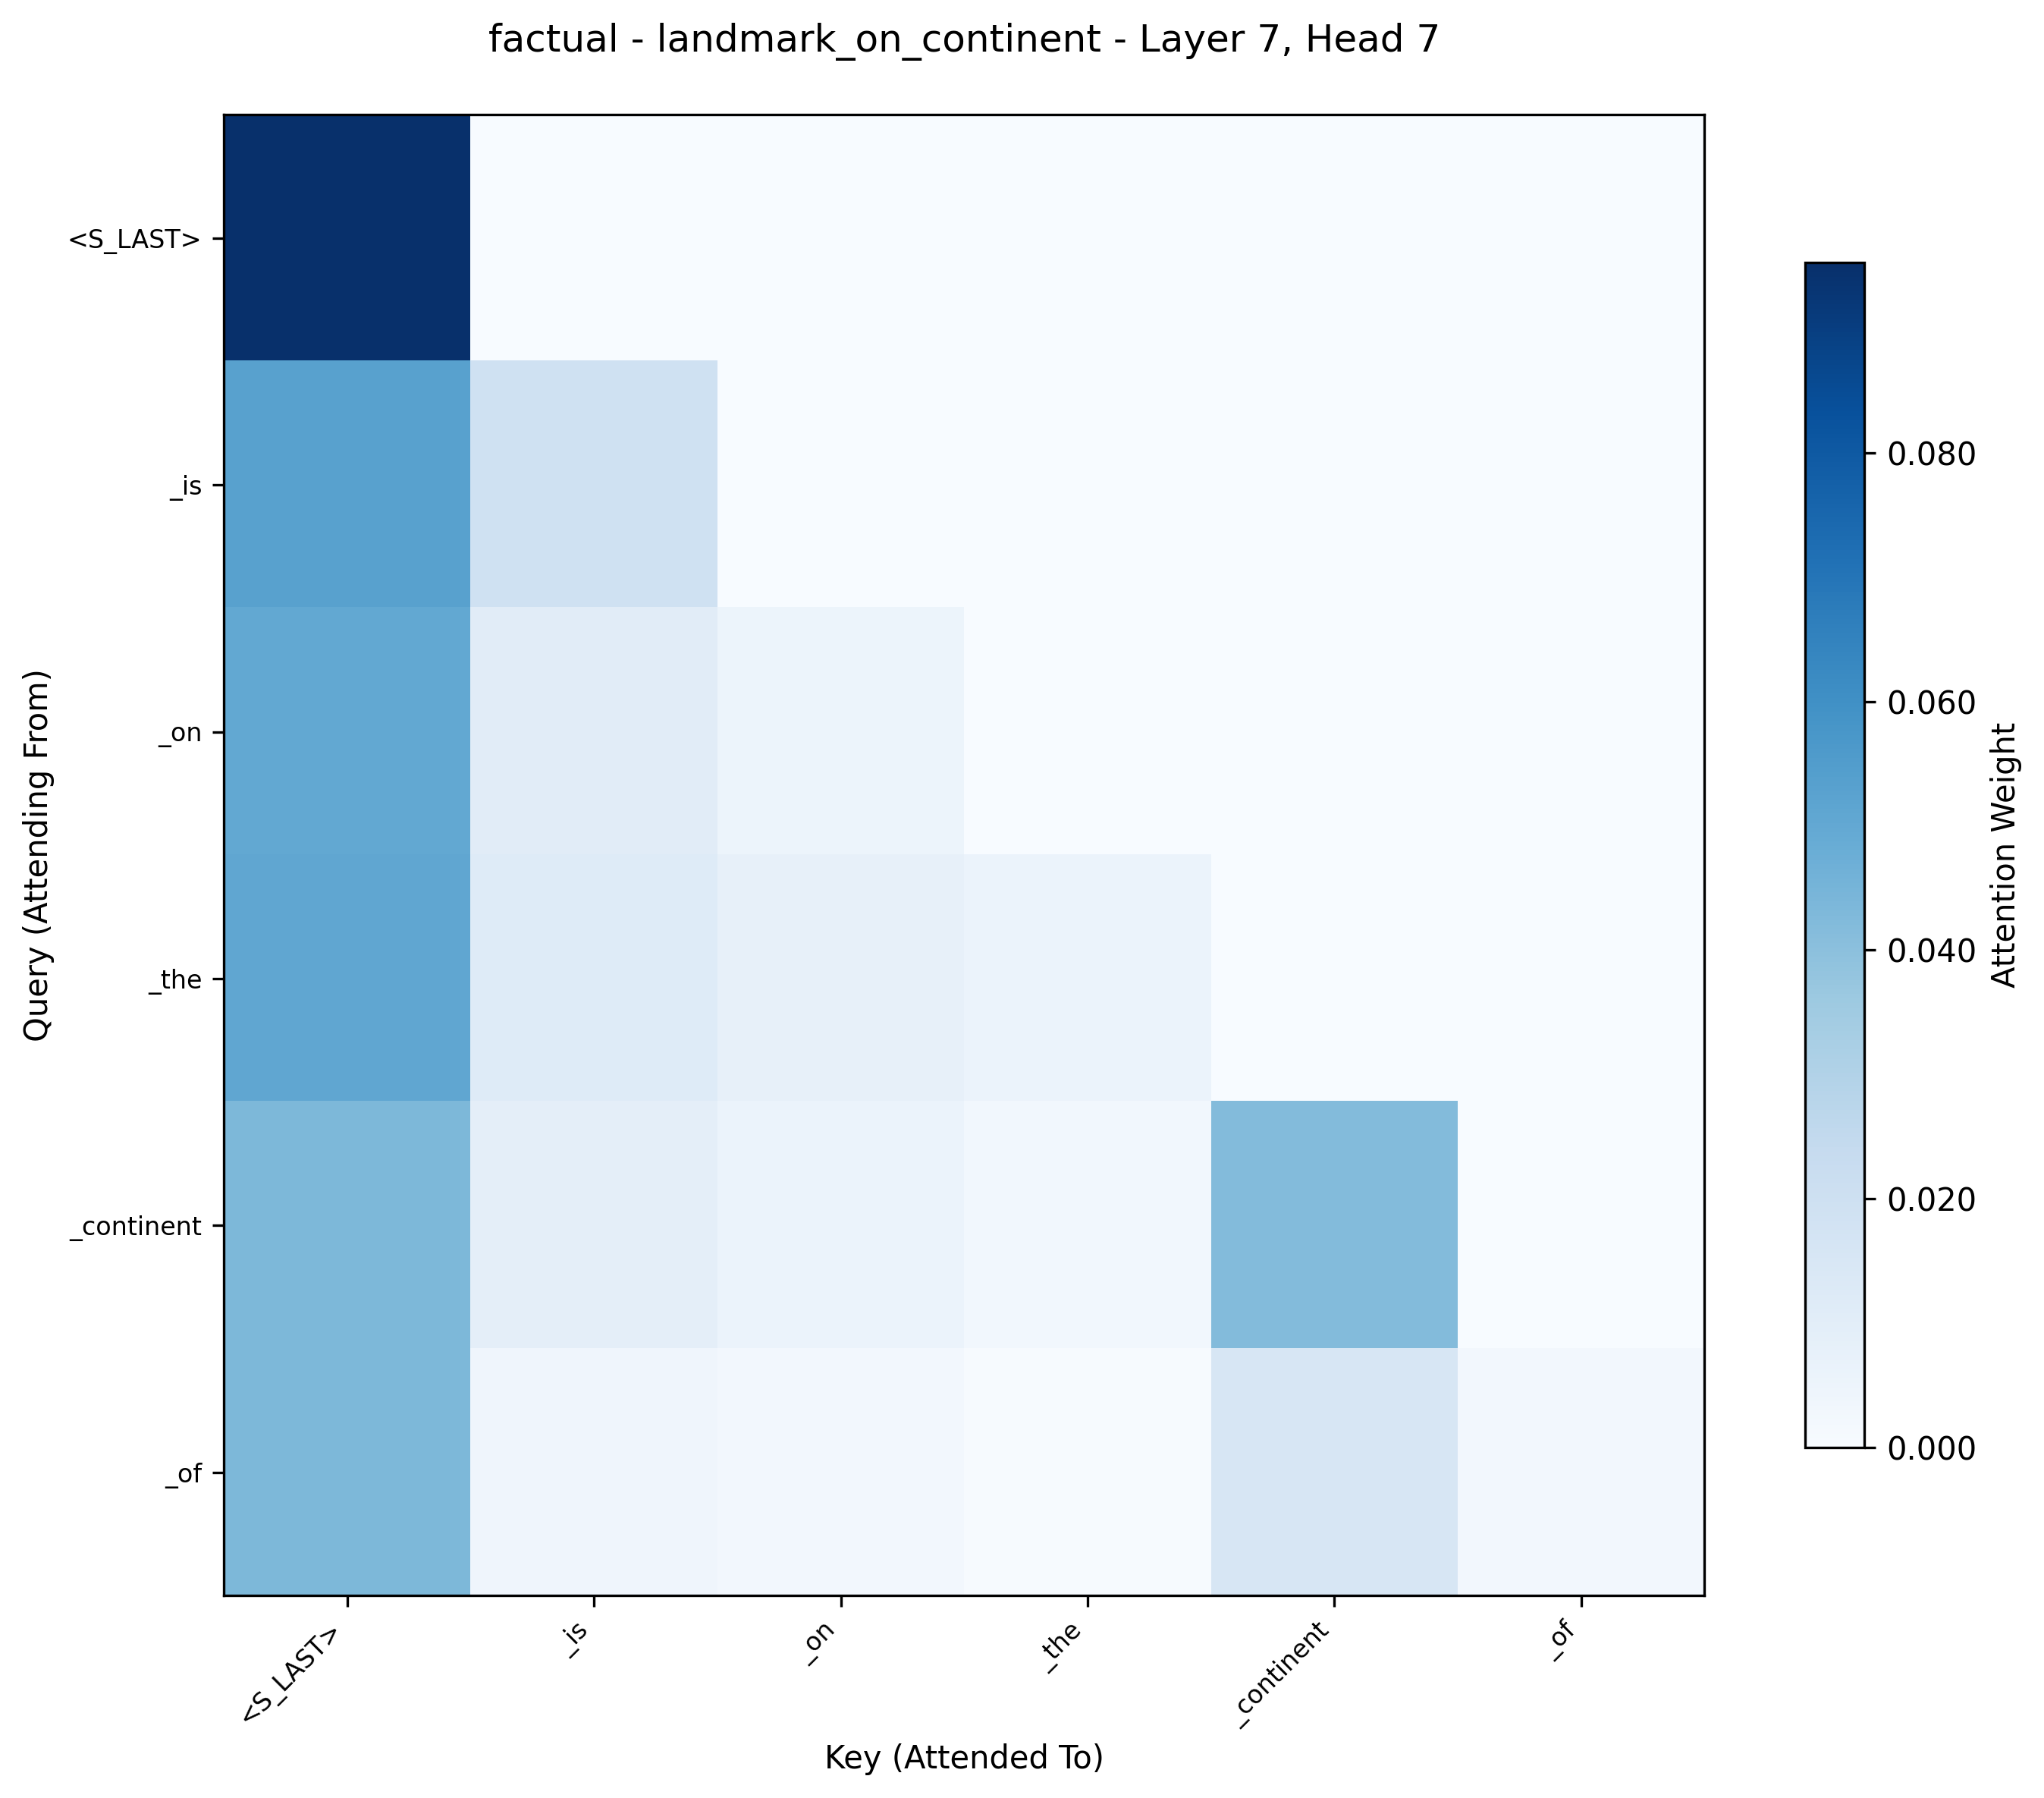 factual - landmark_on_continent - Layer 7, Head 7
Query (Attending From)
<S_LAST>
_is
_on
_the
_continent
_of
<S_LAST>
_is
_on
_the
_continent
_of
Key (Attended To)
0.080
0.060
0.040
0.020
0.000
Attention Weight